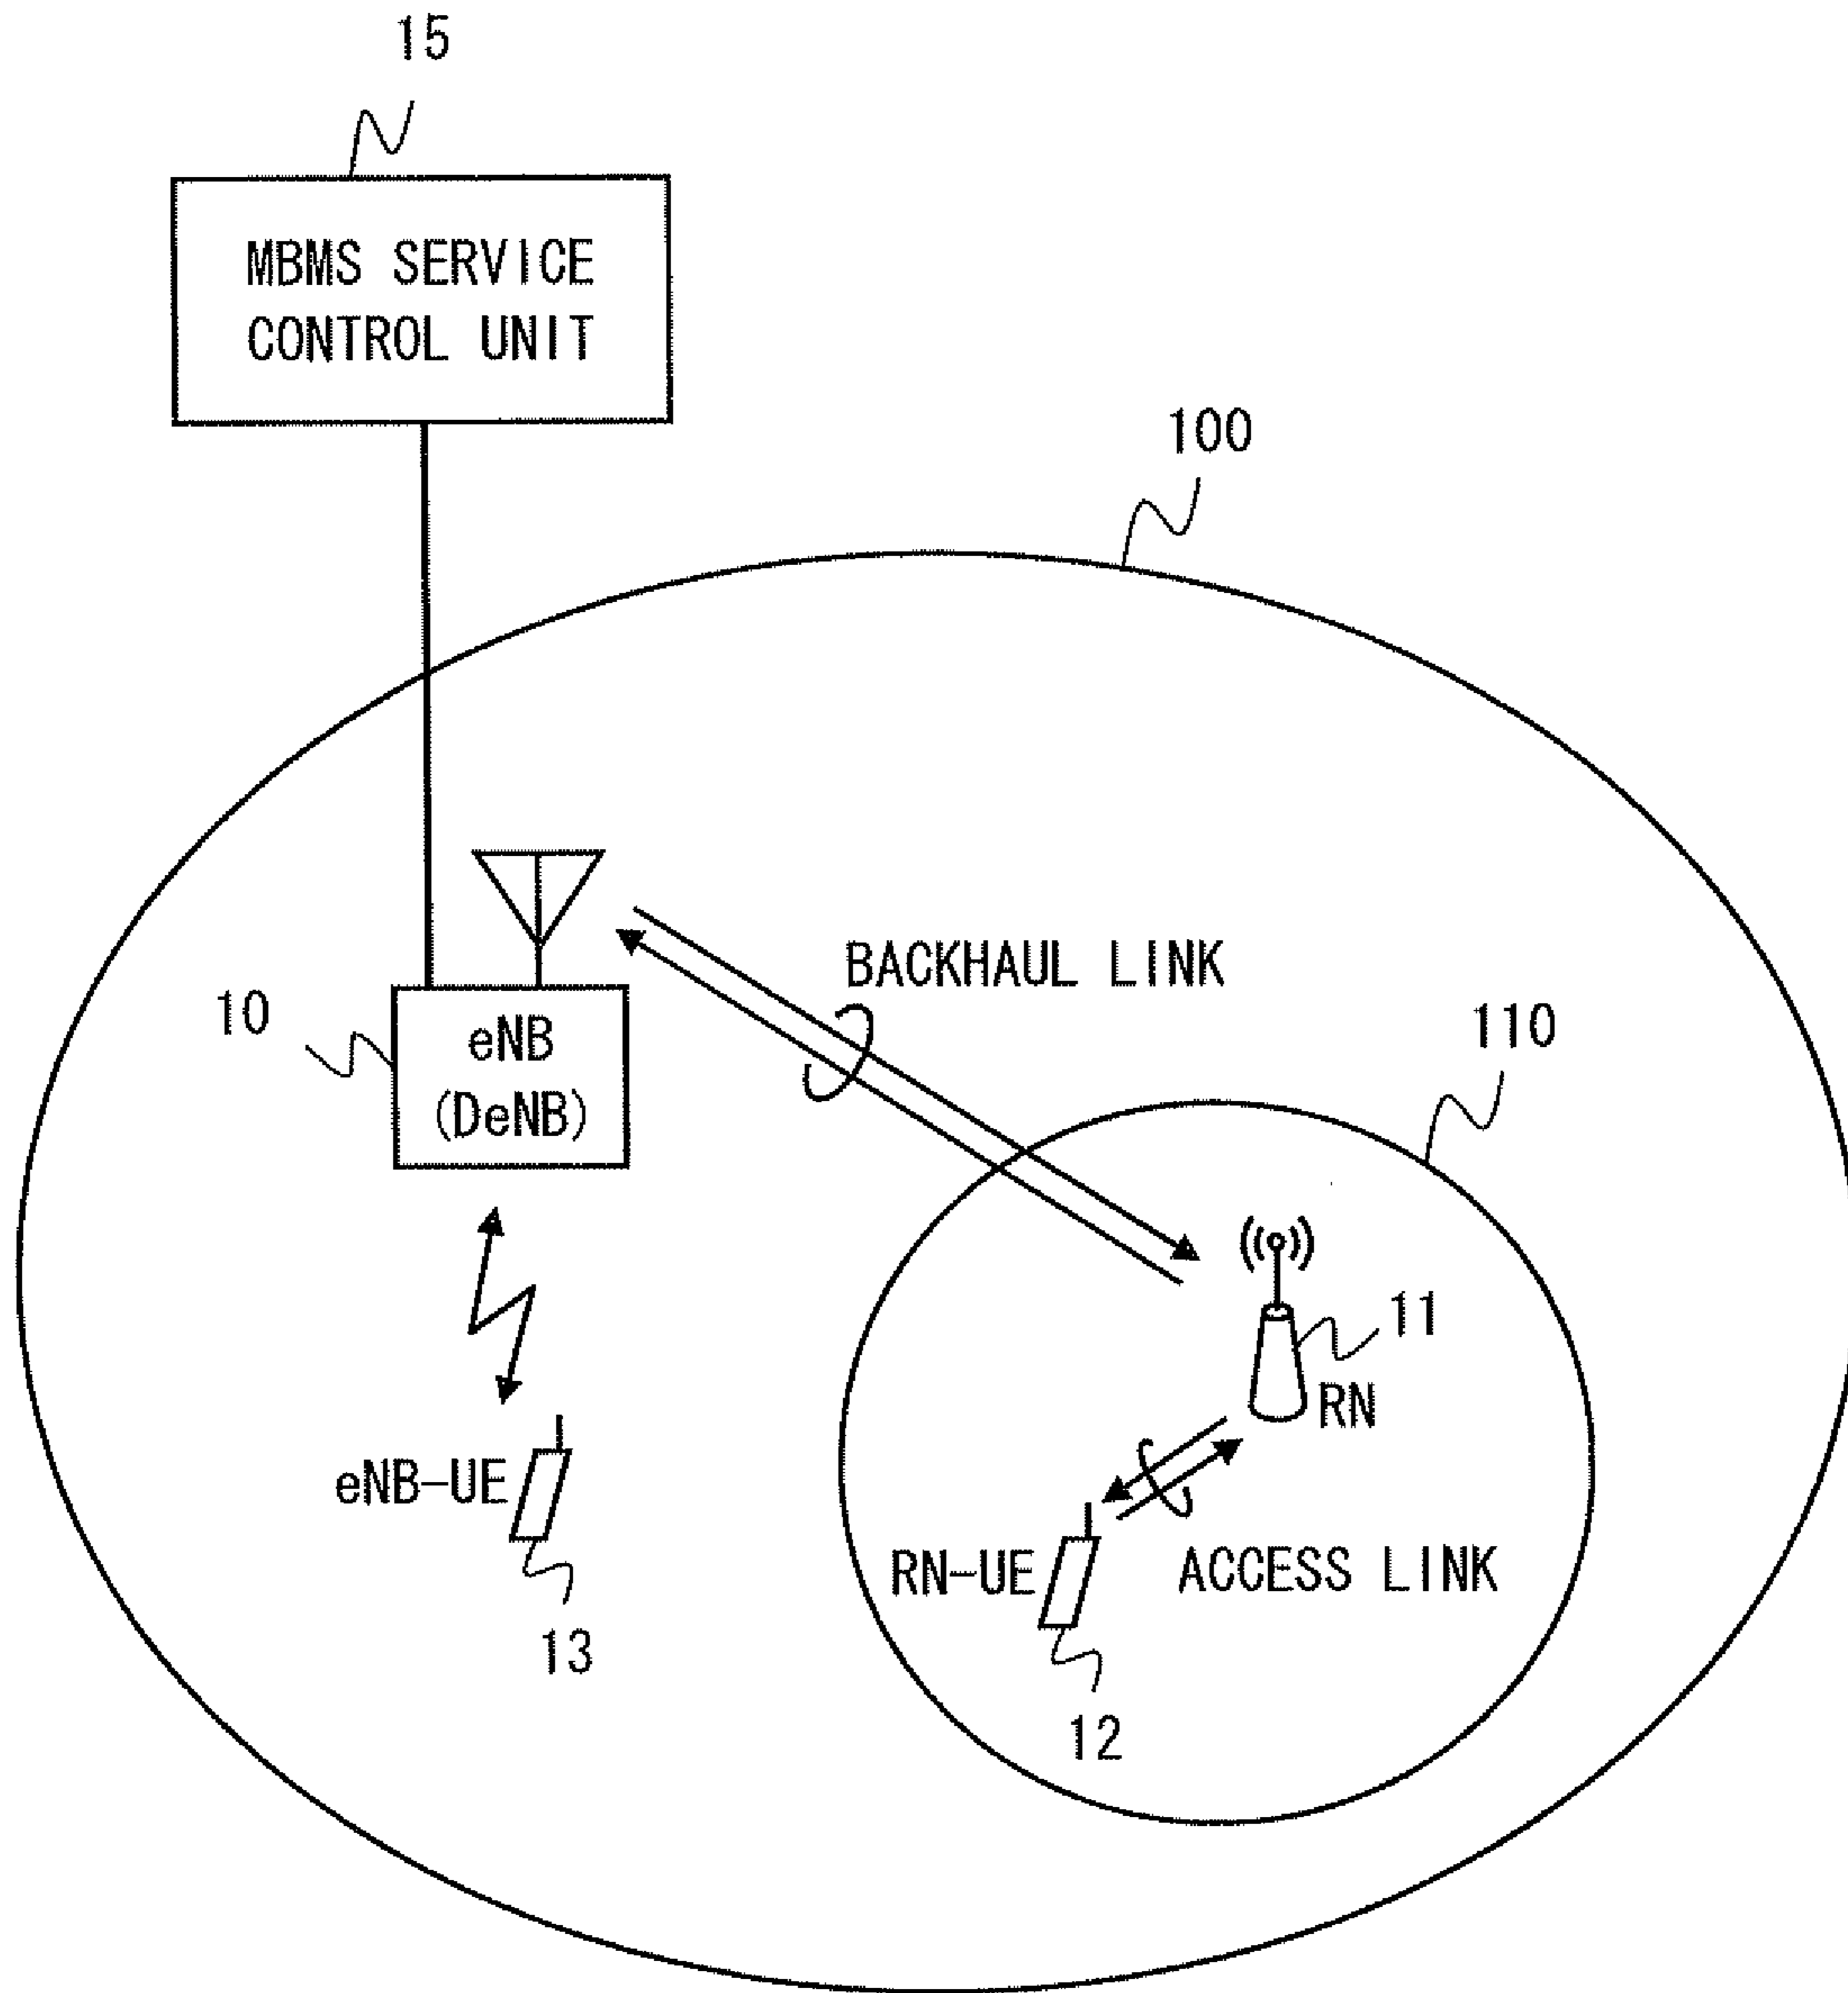 15
MBMS SERVICE
CONTROL UNIT
100
BACKHAUL LINK
10
eNB
(DeNB)
110
11
RN
eNB-UE
RN-UE
ACCESS LINK
13
12